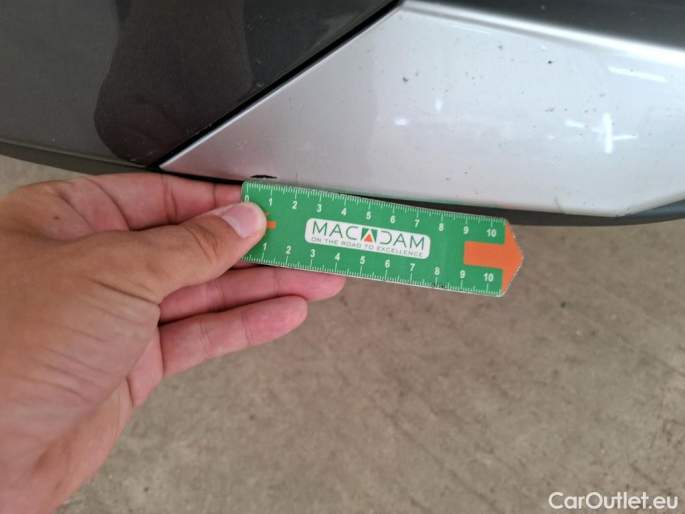 0 1 2 3 4 5 6 7 8 9 10
MACADAM
ON THE ROAD TO EXCELLENCE
1 2 3 4 5 6 7 8 9 10
CarOutlet.eu